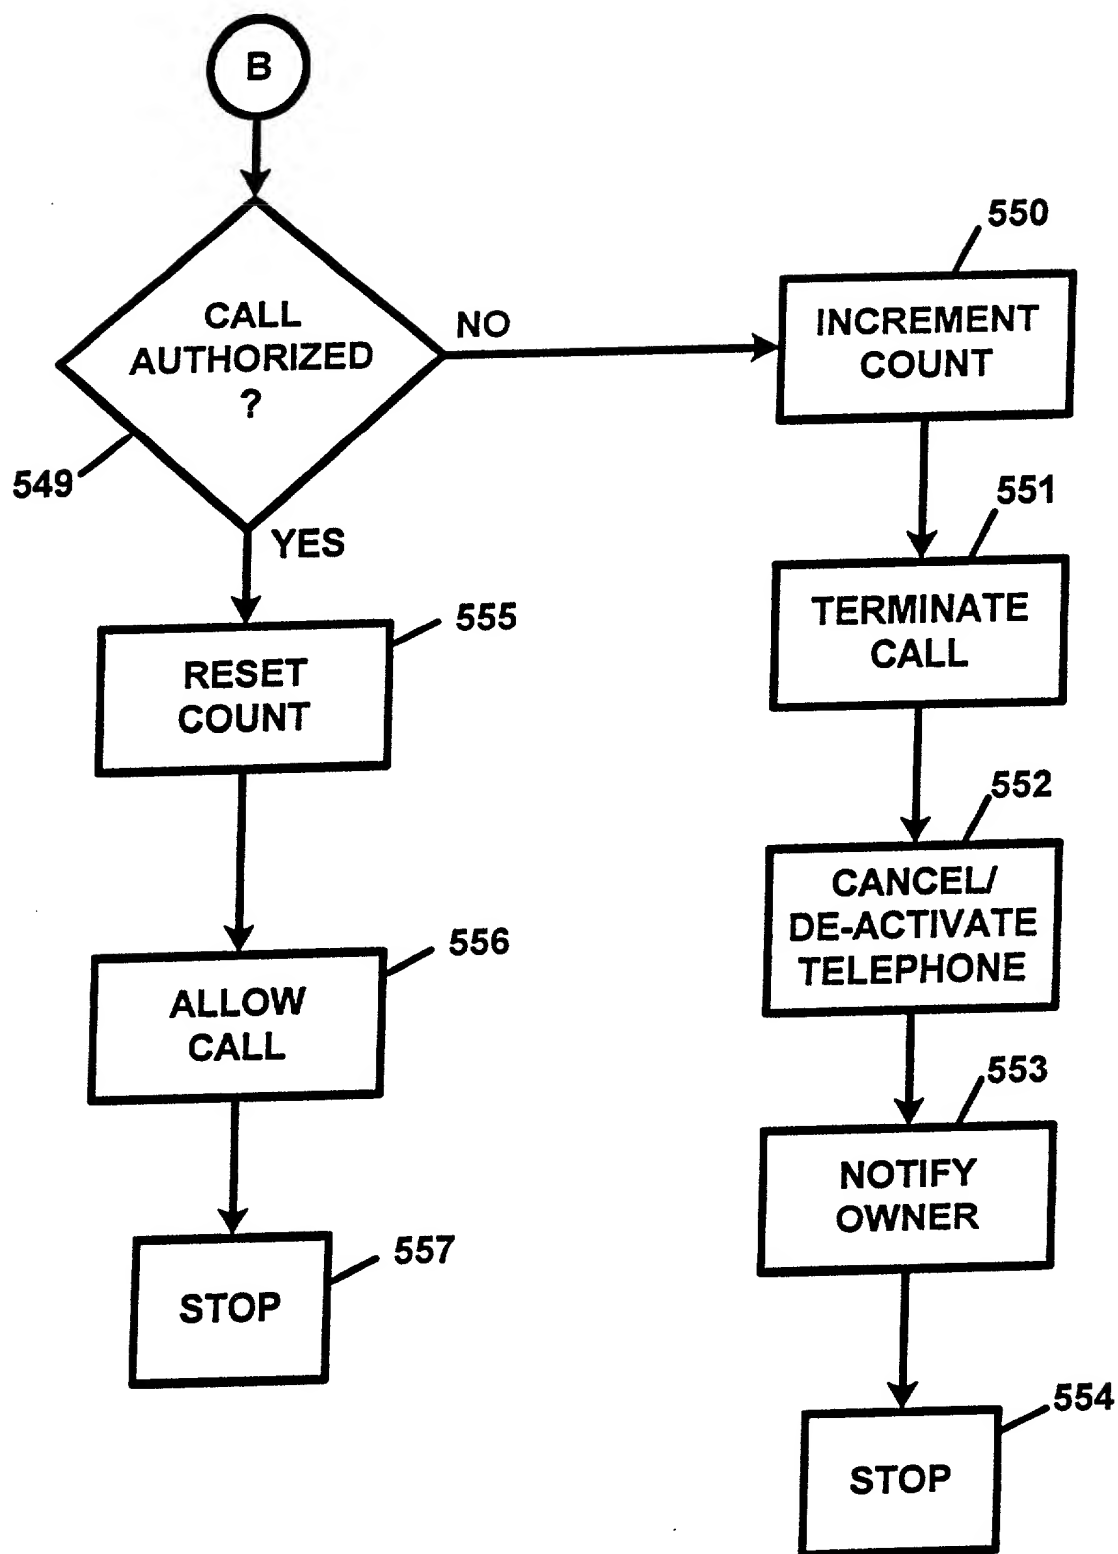 B
CALL
AUTHORIZED
?
549
NO
YES
550
INCREMENT
COUNT
551
TERMINATE
CALL
552
CANCEL/
DE-ACTIVATE
TELEPHONE
553
NOTIFY
OWNER
554
STOP
555
RESET
COUNT
556
ALLOW
CALL
557
STOP